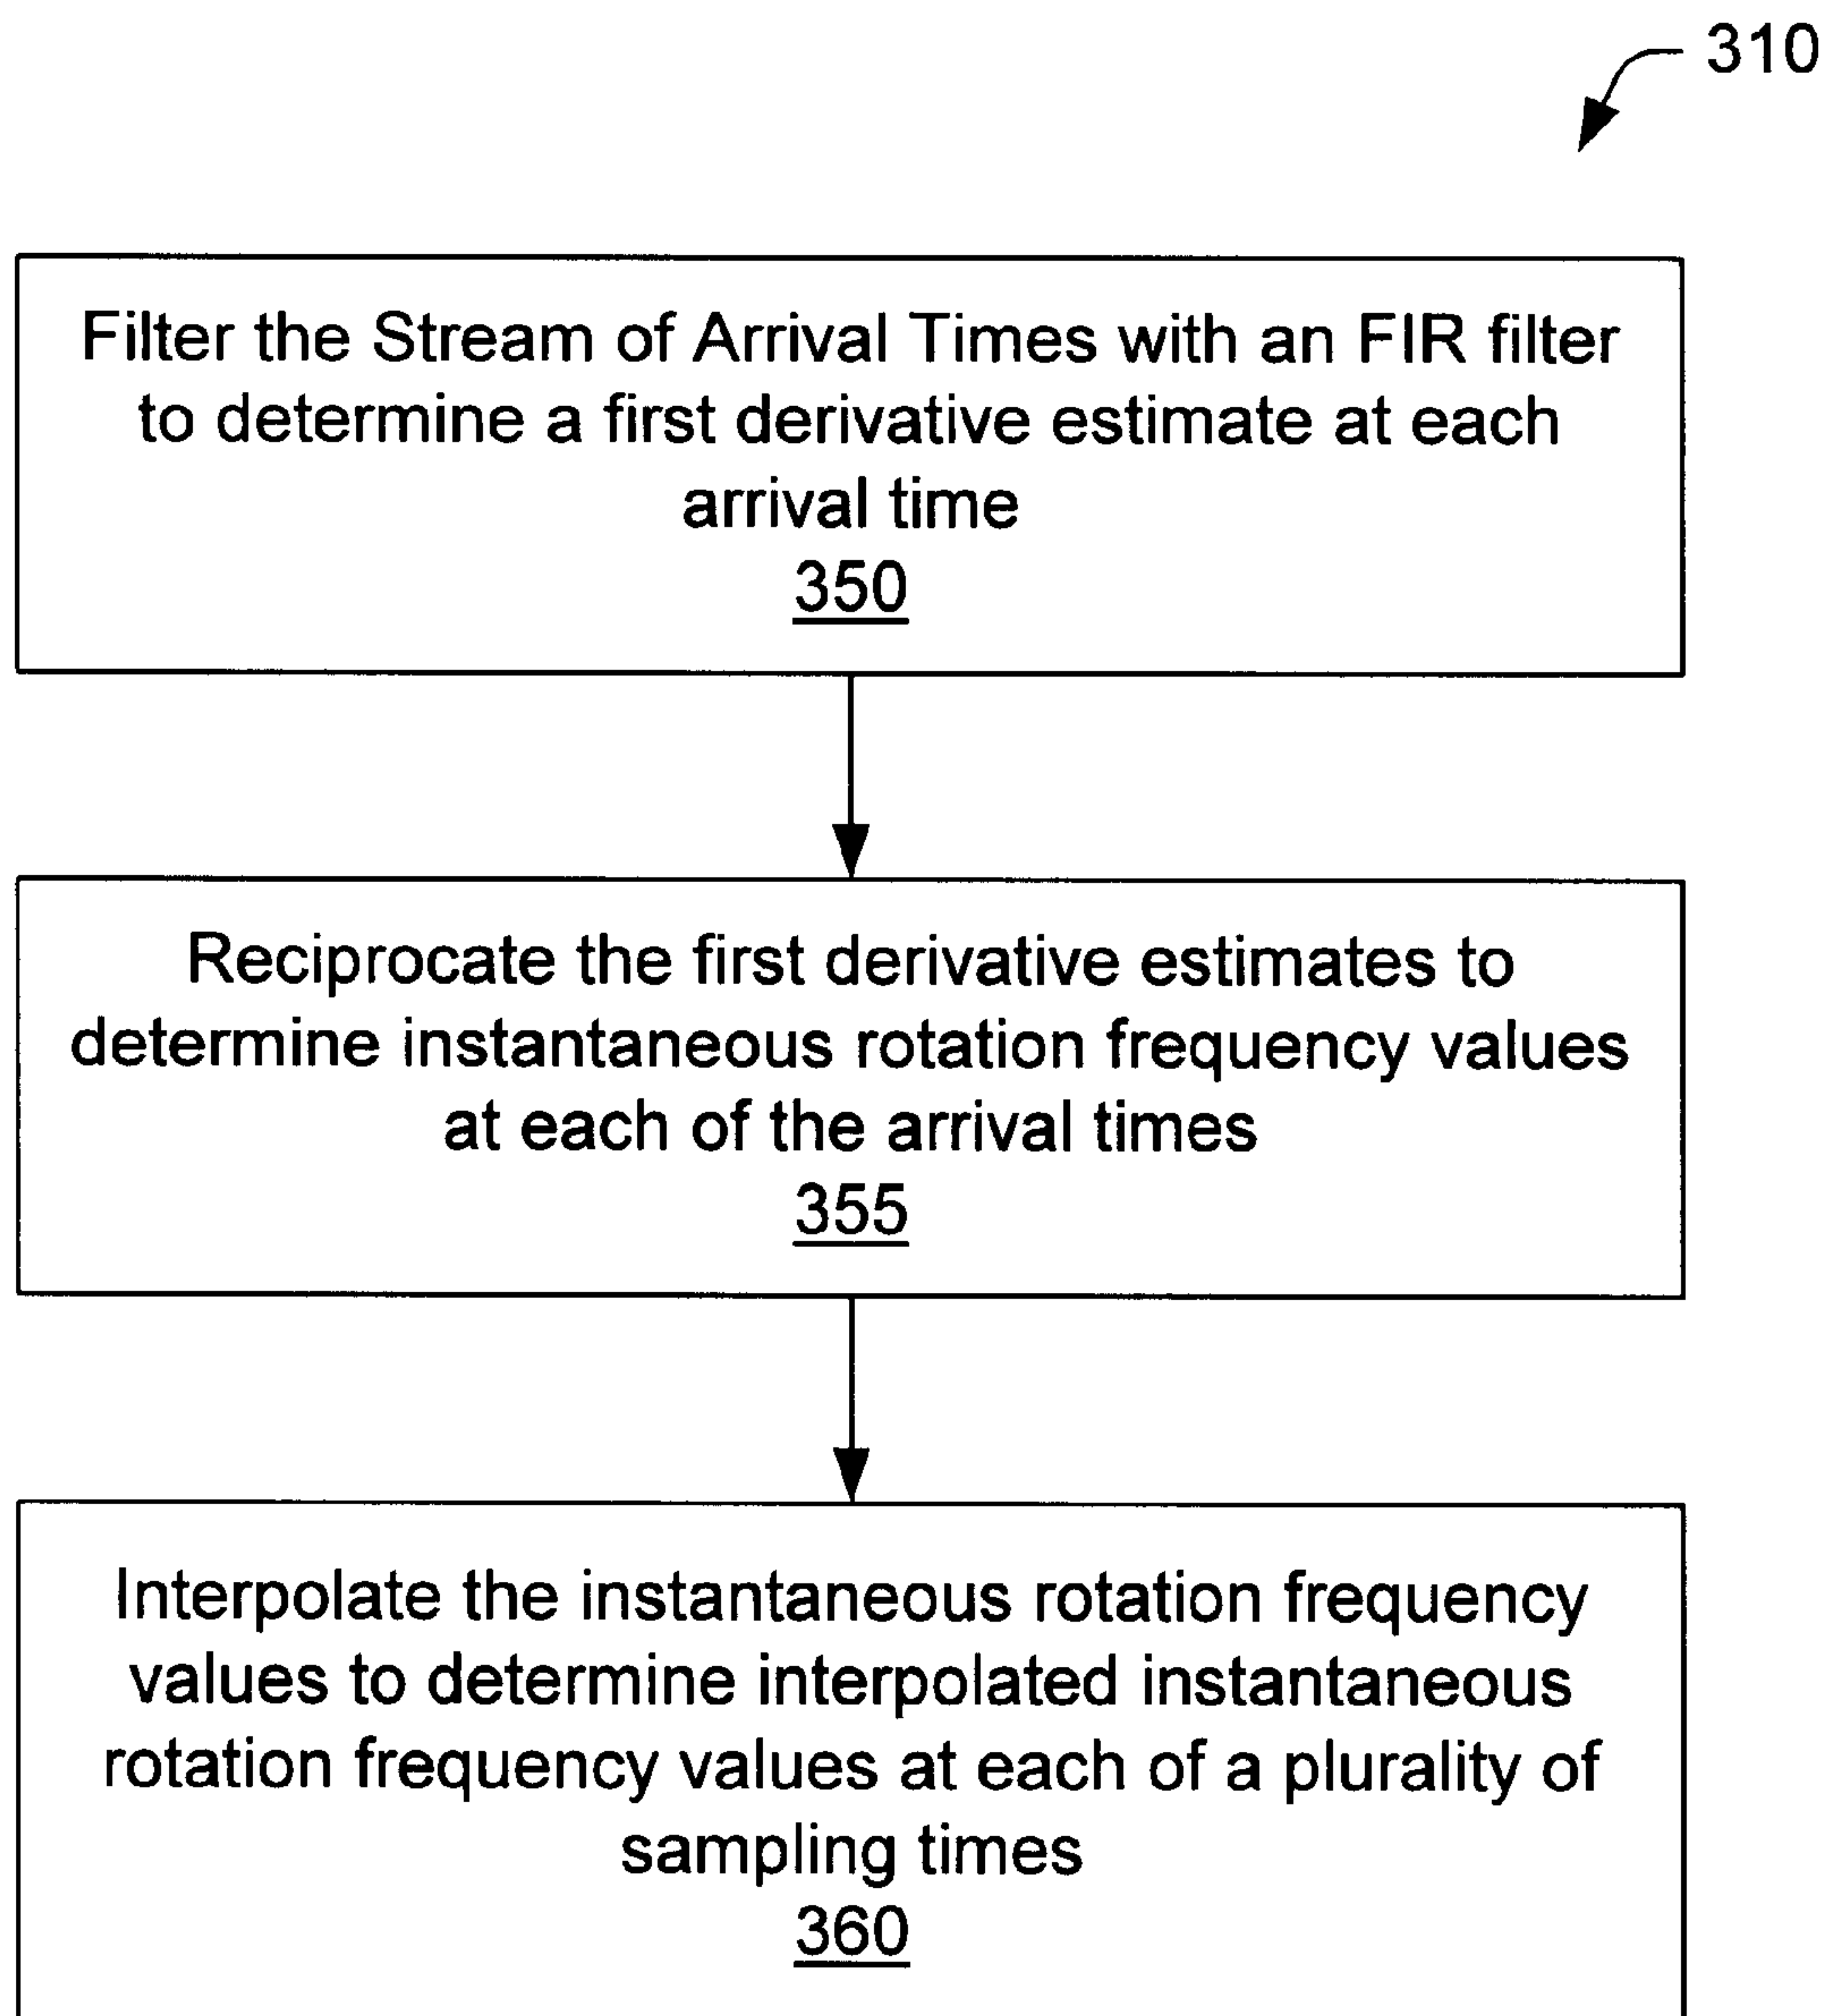 310
Filter the Stream of Arrival Times with an FIR filter
to determine a first derivative estimate at each
arrival time
350
Reciprocate the first derivative estimates to
determine instantaneous rotation frequency values
at each of the arrival times
355
Interpolate the instantaneous rotation frequency
values to determine interpolated instantaneous
rotation frequency values at each of a plurality of
sampling times
360